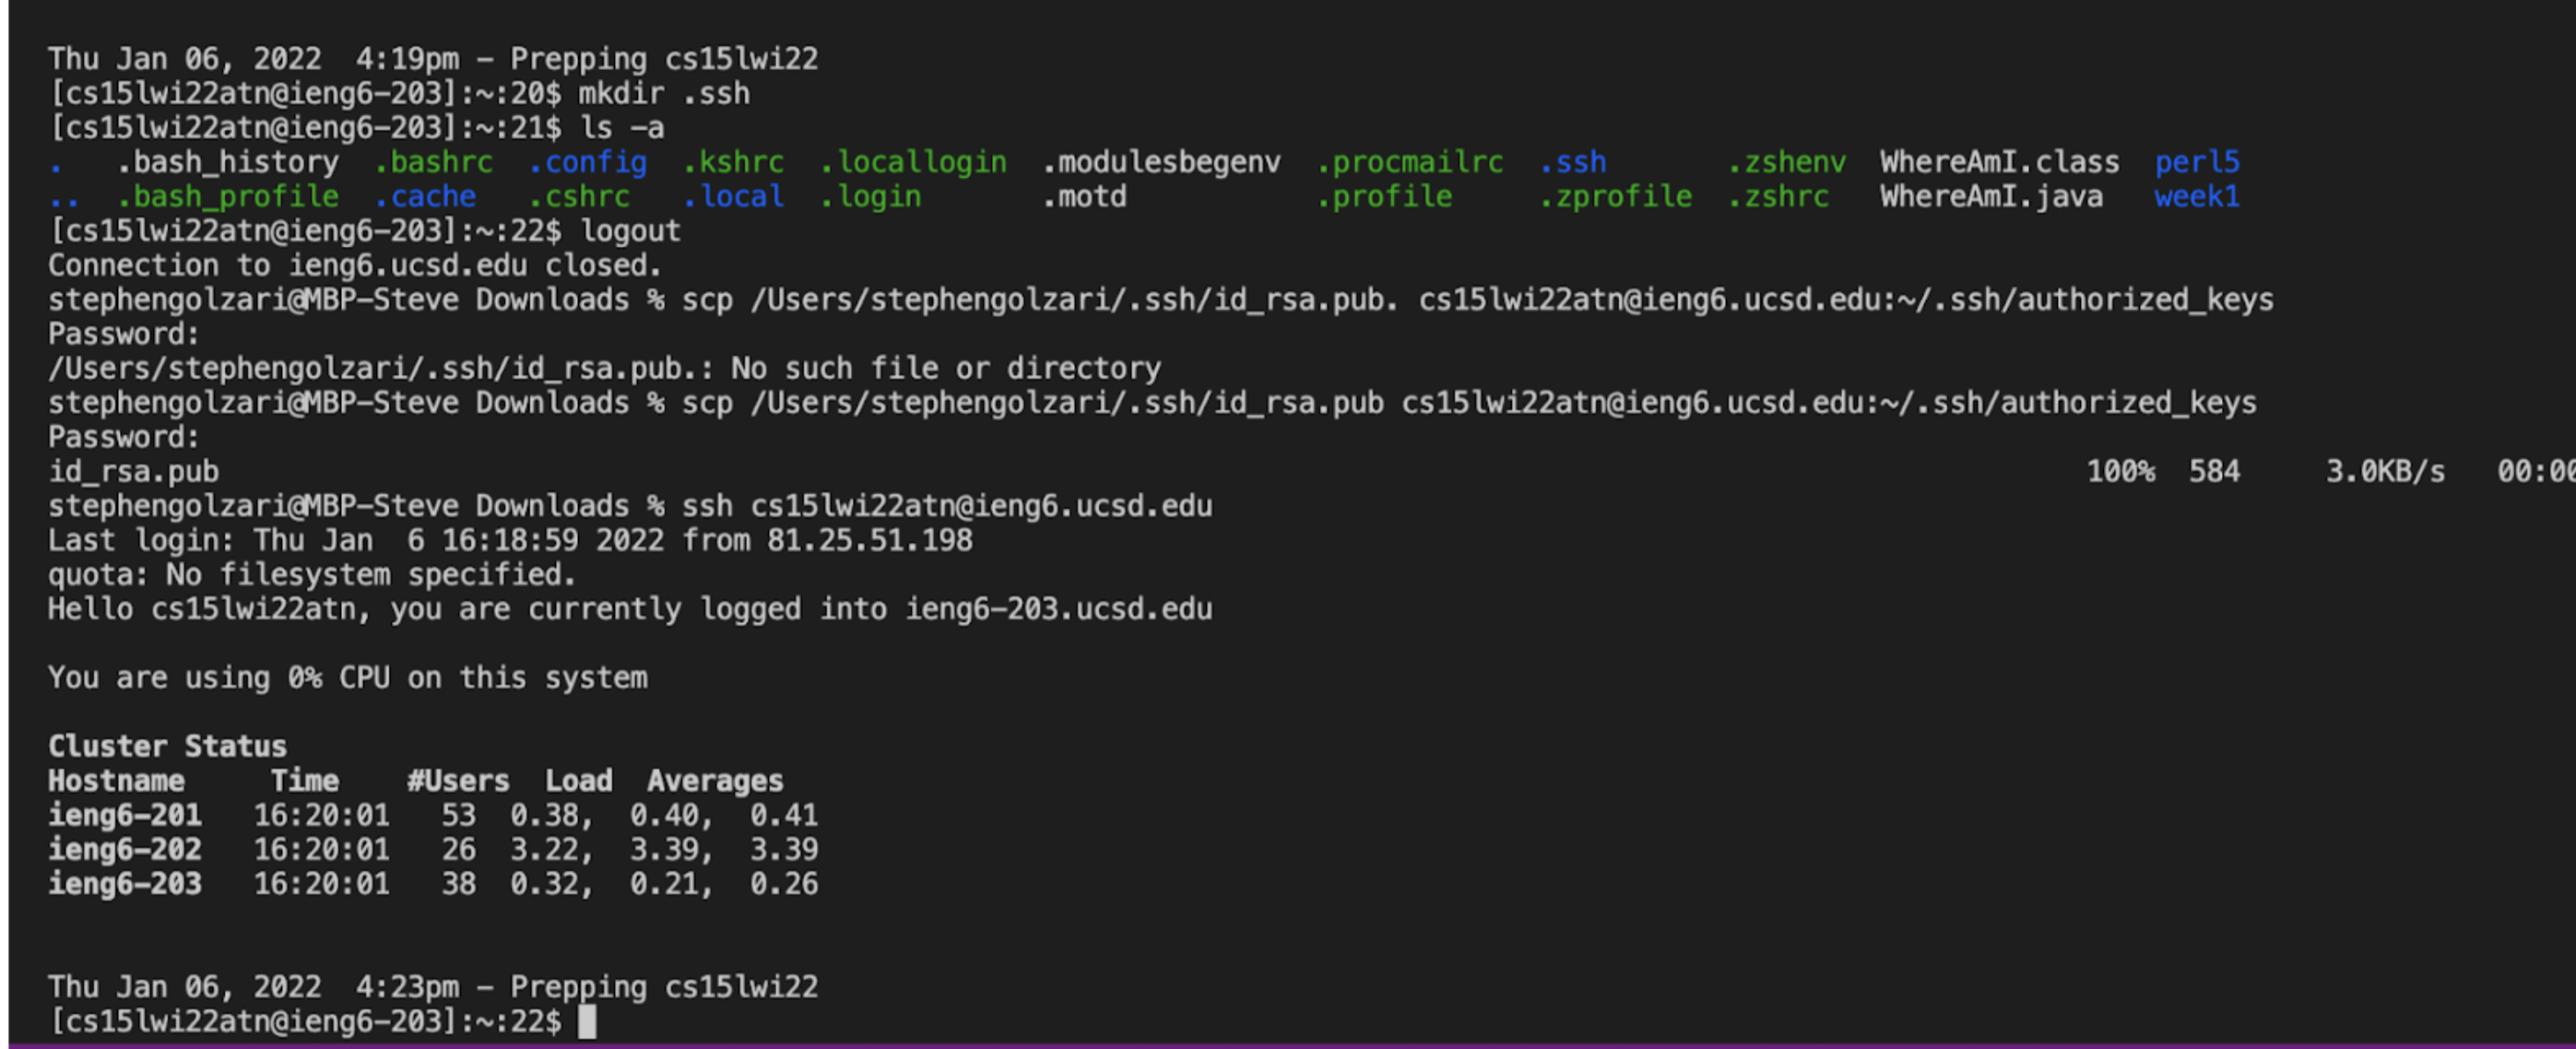 Thu Jan 06, 2022  4:19pm - Prepping cs15lwi22
[cs15lwi22atn@ieng6-203]:~:20$ mkdir .ssh
[cs15lwi22atn@ieng6-203]:~:21$ ls -a
.   .bash_history  .bashrc  .config  .kshrc  .locallogin  .modulesbegenv  .procmailrc  .ssh       .zshenv  WhereAmI.class  perl5
..  .bash_profile  .cache   .cshrc   .local  .login       .motd           .profile     .zprofile  .zshrc   WhereAmI.java   week1
[cs15lwi22atn@ieng6-203]:~:22$ logout
Connection to ieng6.ucsd.edu closed.
stephengolzari@MBP-Steve Downloads % scp /Users/stephengolzari/.ssh/id_rsa.pub. cs15lwi22atn@ieng6.ucsd.edu:~/.ssh/authorized_keys
Password:
/Users/stephengolzari/.ssh/id_rsa.pub.: No such file or directory
stephengolzari@MBP-Steve Downloads % scp /Users/stephengolzari/.ssh/id_rsa.pub cs15lwi22atn@ieng6.ucsd.edu:~/.ssh/authorized_keys
Password:
id_rsa.pub    100%  584     3.0KB/s   00:00
stephengolzari@MBP-Steve Downloads % ssh cs15lwi22atn@ieng6.ucsd.edu
Last login: Thu Jan  6 16:18:59 2022 from 81.25.51.198
quota: No filesystem specified.
Hello cs15lwi22atn, you are currently logged into ieng6-203.ucsd.edu
You are using 0% CPU on this system
Cluster Status
Hostname     Time    #Users  Load  Averages
ieng6-201   16:20:01   53  0.38,  0.40,  0.41
ieng6-202   16:20:01   26  3.22,  3.39,  3.39
ieng6-203   16:20:01   38  0.32,  0.21,  0.26
Thu Jan 06, 2022  4:23pm - Prepping cs15lwi22
[cs15lwi22atn@ieng6-203]:~:22$